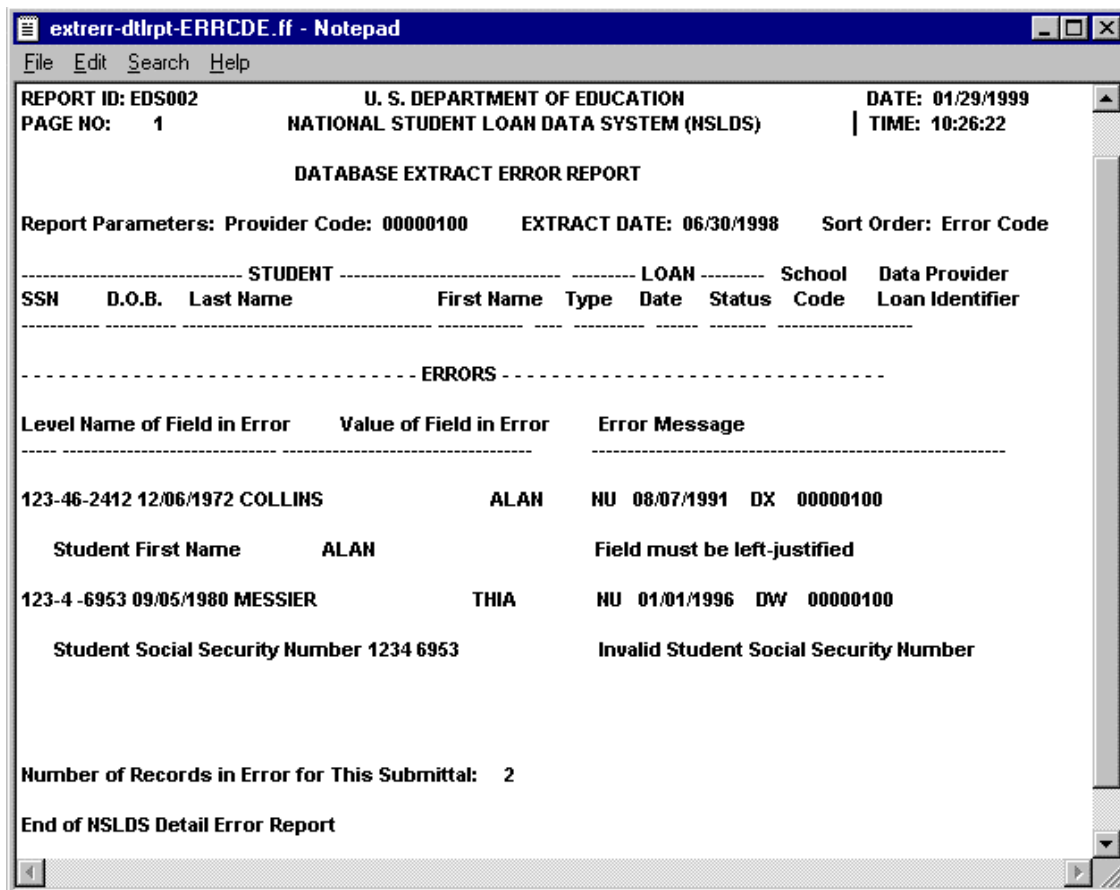 extrerr-dtlrpt-ERRCDE.ff - Notepad
File Edit Search Help
REPORT ID: EDS002 U. S. DEPARTMENT OF EDUCATION DATE: 01/29/1999
PAGE NO: 1 NATIONAL STUDENT LOAN DATA SYSTEM (NSLDS) TIME: 10:26:22
DATABASE EXTRACT ERROR REPORT
Report Parameters: Provider Code: 00000100 EXTRACT DATE: 06/30/1998 Sort Order: Error Code
------------------------------- STUDENT ------------------------------- --------- LOAN --------- School Data Provider
SSN D.O.B. Last Name First Name Type Date Status Code Loan Identifier
----------- ---------- ----------------------------------- ------------ ---- ---------- ------ -------- -------------------
- - - - - - - - - - - - - - - - - - - - - - - - - - - - - - - - ERRORS - - - - - - - - - - - - - - - - - - - - - - - - - - - - - - -
Level Name of Field in Error Value of Field in Error Error Message
----- ------------------------------ ----------------------------------- ----------------------------------------------------------
123-46-2412 12/06/1972 COLLINS ALAN NU 08/07/1991 DX 00000100
Student First Name ALAN Field must be left-justified
123-4 -6953 09/05/1980 MESSIER THIA NU 01/01/1996 DW 00000100
Student Social Security Number 1234 6953 Invalid Student Social Security Number
Number of Records in Error for This Submittal: 2
End of NSLDS Detail Error Report